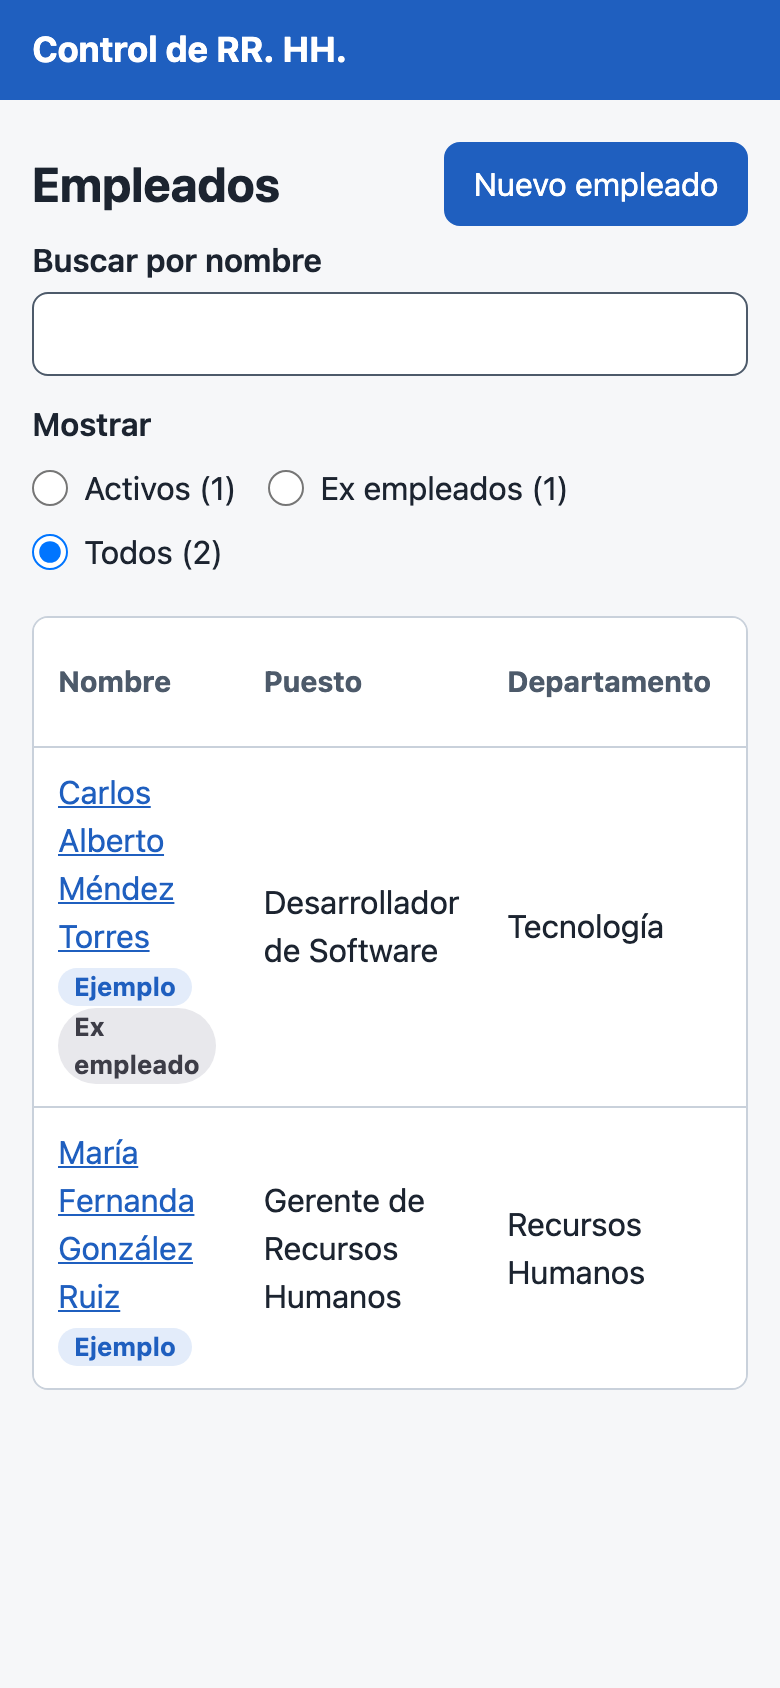 Control de RR. HH.
Empleados
Nuevo empleado
Buscar por nombre
Mostrar
Activos (1)
Ex empleados (1)
Todos (2)
Nombre
Puesto
Departamento
Carlos
Alberto
Méndez
Torres
Ejemplo
Ex
empleado
Desarrollador
de Software
Tecnología
María
Fernanda
González
Ruiz
Ejemplo
Gerente de
Recursos
Humanos
Recursos
Humanos